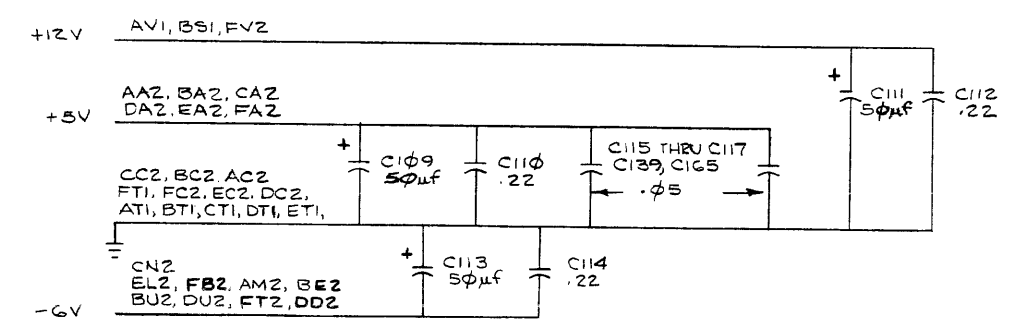 +12V
AV1, BS1, FV2
+5V
AA2, BA2, CA2
DA2, EA2, FA2
+
C111
5φμf
C112
.22
+
C1φ9
5φμf
C11φ
.22
C115 THRU C117
C139, C165
.φ5
CC2, BC2. AC2
FT1, FC2, EC2, DC2,
AT1, BT1, CT1, DT1, ET1,
+
C113
5φμf
C114
.22
CN2
EL2, FB2, AM2, BE2
BU2, DU2, FT2, DD2
-6V